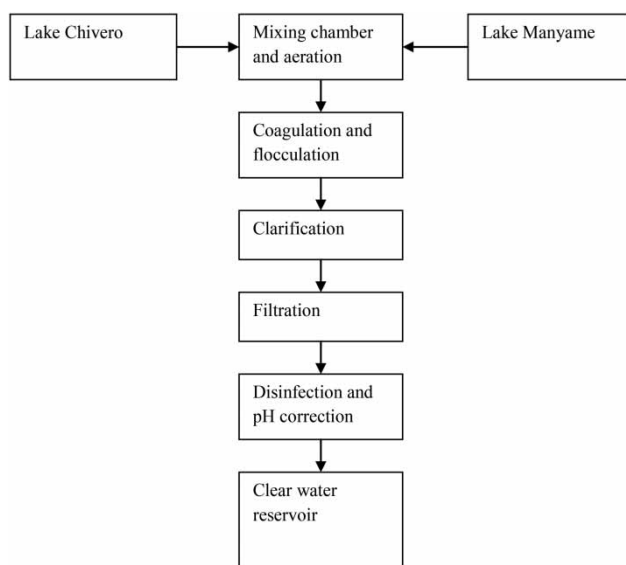 Lake Chivero
Mixing chamber
and aeration
Lake Manyame
Coagulation and
flocculation
Clarification
Filtration
Disinfection and
pH correction
Clear water
reservoir